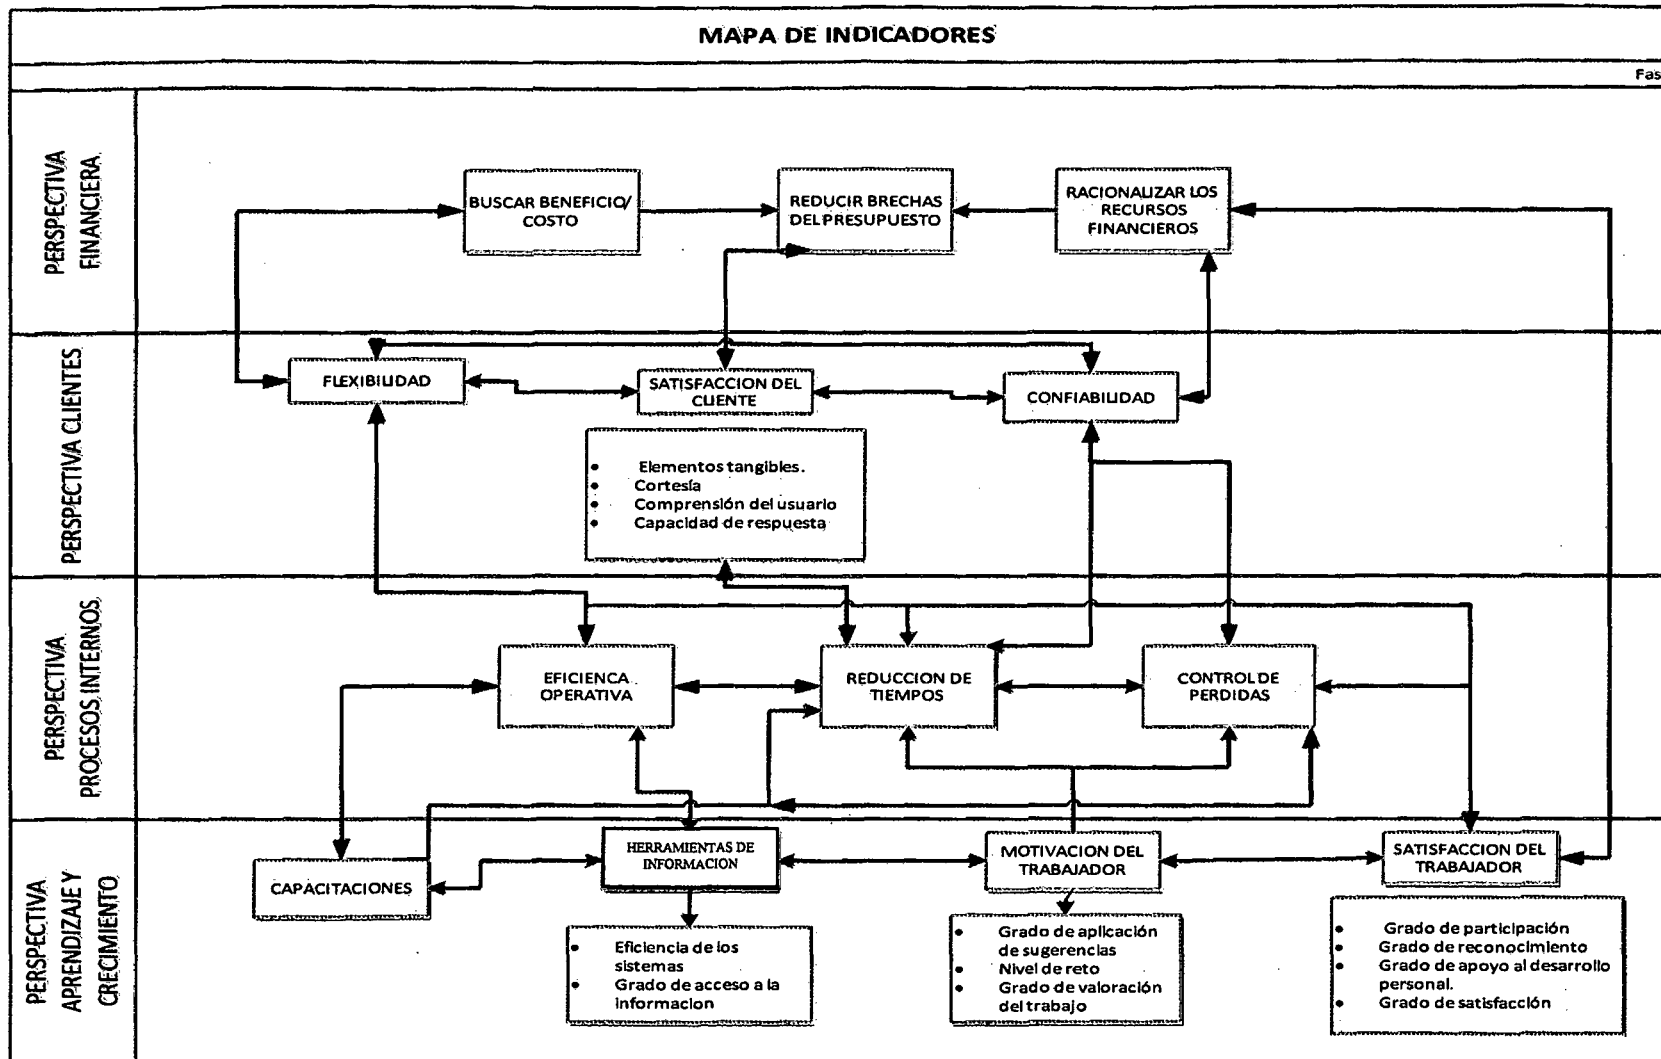 MAPA DE INDICADORES
Fas
PERSPECTIVA
FINANCIERA
BUSCAR BENEFICIO/
COSTO
REDUCIR BRECHAS
DEL PRESUPUESTO
RACIONALIZAR LOS
RECURSOS
FINANCIEROS
PERSPECTIVA CLIENTES
FLEXIBILIDAD
SATISFACCION DEL
CLIENTE
CONFIABILIDAD
• Elementos tangibles.
• Cortesía
• Comprensión del usuario
• Capacidad de respuesta
PERSPECTIVA
PROCESOS INTERNOS
EFICIENCA
OPERATIVA
REDUCCION DE
TIEMPOS
CONTROL DE
PERDIDAS
PERSPECTIVA
APRENDIZAJE Y
CRECIMIENTO
CAPACITACIONES
HERRAMIENTAS DE
INFORMACION
MOTIVACION DEL
TRABAJADOR
SATISFACCION DEL
TRABAJADOR
• Eficiencia de los
sistemas
• Grado de acceso a la
informacion
• Grado de aplicación
de sugerencias
• Nivel de reto
• Grado de valoración
del trabajo
• Grado de participación
• Grado de reconocimiento
• Grado de apoyo al desarrollo
personal.
• Grado de satisfacción